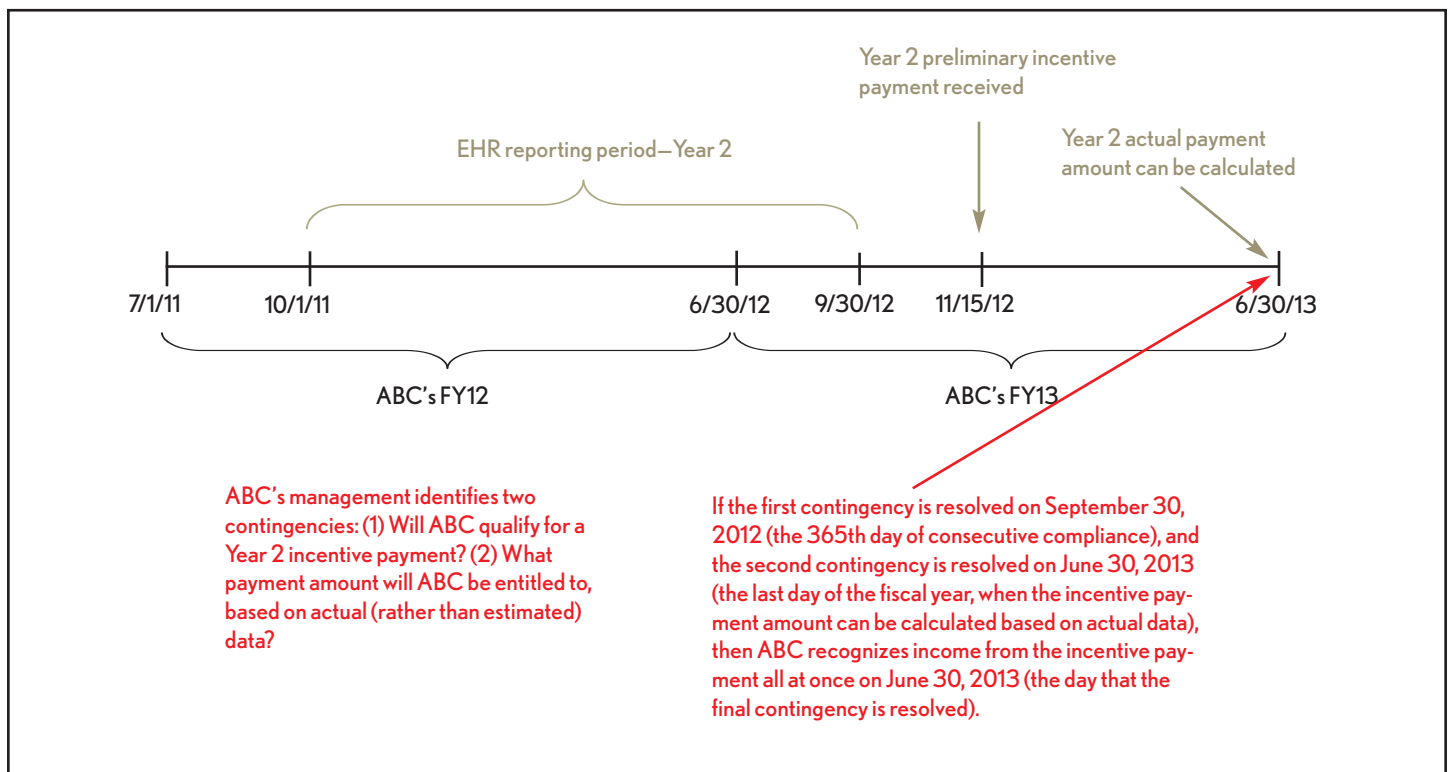 Year 2 preliminary incentive
payment received
Year 2 actual payment
amount can be calculated
EHR reporting period—Year 2
7/1/11
10/1/11
6/30/12
9/30/12
11/15/12
6/30/13
ABC’s FY12
ABC’s FY13
ABC’s management identifies two
contingencies: (1) Will ABC qualify for a
Year 2 incentive payment? (2) What
payment amount will ABC be entitled to,
based on actual (rather than estimated)
data?
If the first contingency is resolved on September 30,
2012 (the 365th day of consecutive compliance), and
the second contingency is resolved on June 30, 2013
(the last day of the fiscal year, when the incentive pay-
ment amount can be calculated based on actual data),
then ABC recognizes income from the incentive pay-
ment all at once on June 30, 2013 (the day that the
final contingency is resolved).